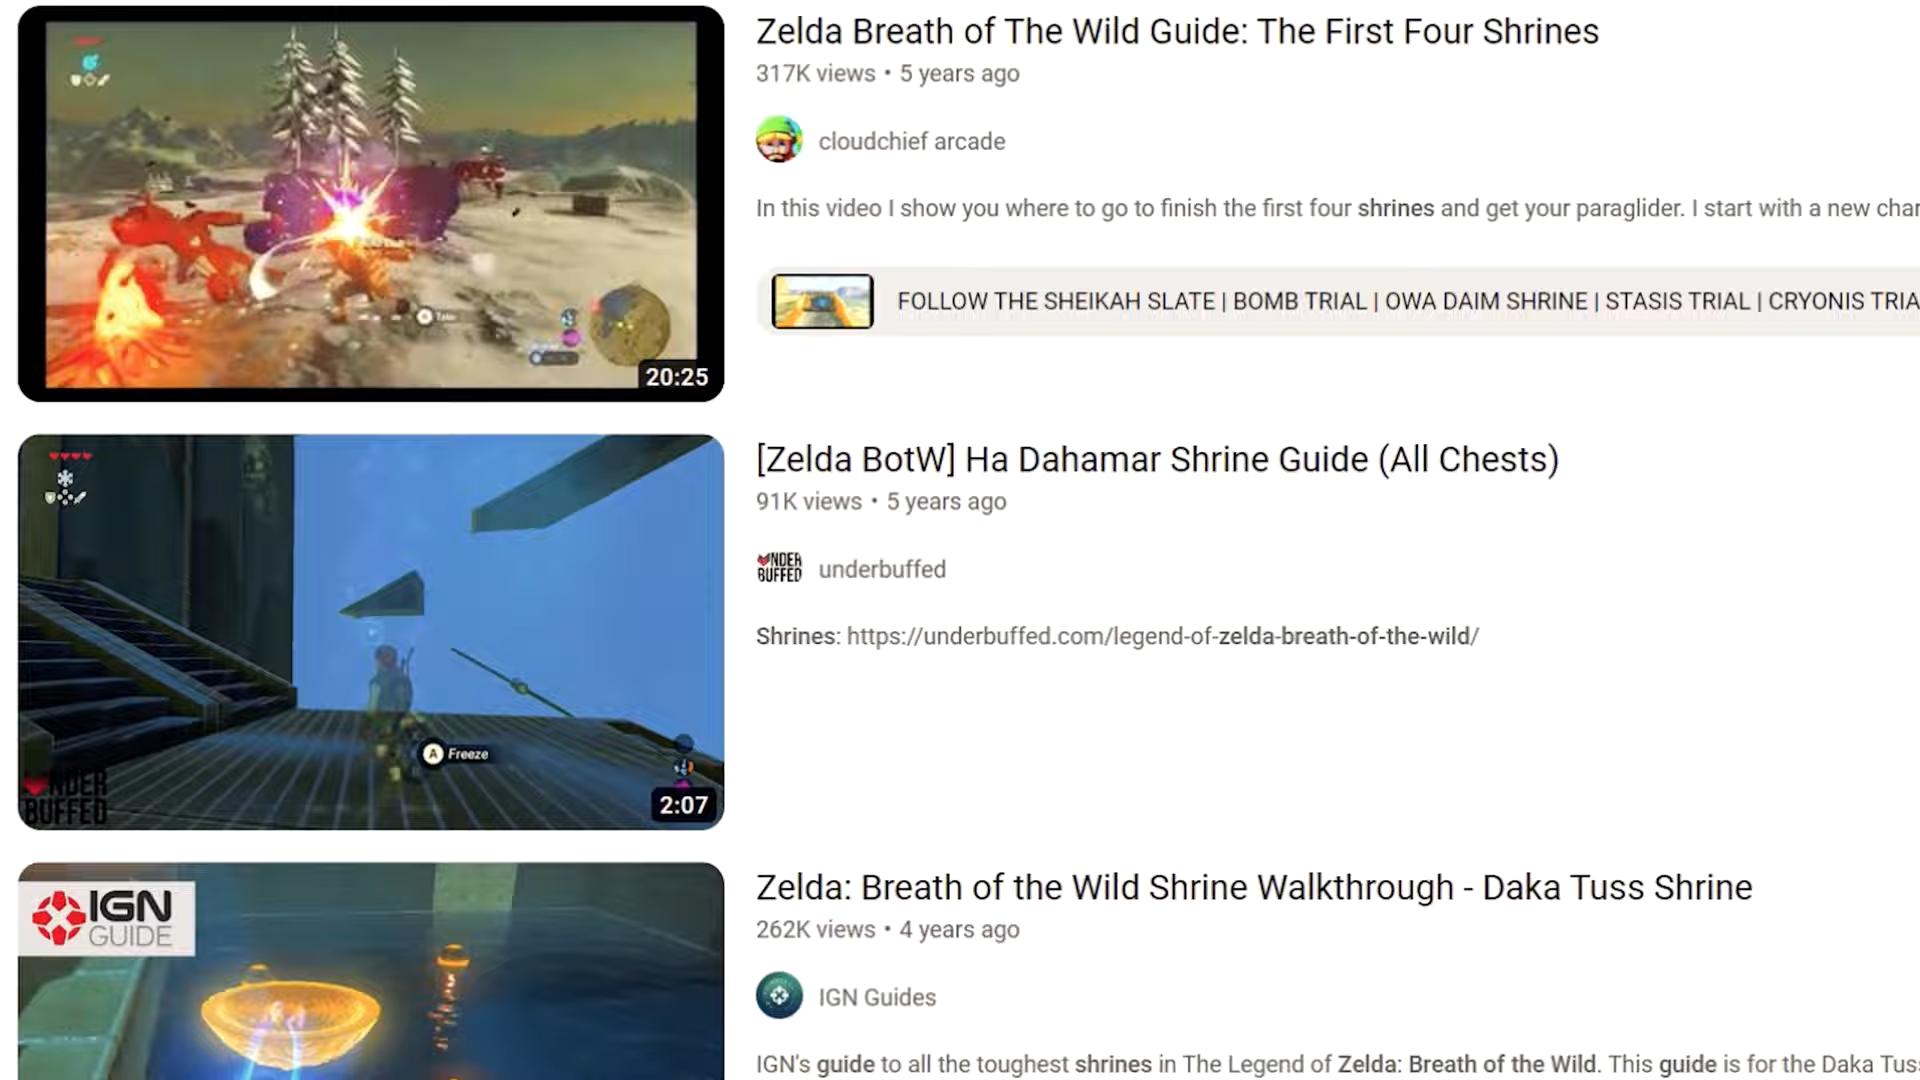 Zelda Breath of The Wild Guide: The First Four Shrines
317K views • 5 years ago
cloudchief arcade
In this video I show you where to go to finish the first four shrines and get your paraglider. I start with a new char
FOLLOW THE SHEIKAH SLATE | BOMB TRIAL | OWA DAIM SHRINE | STASIS TRIAL | CRYONIS TRIA
20:25
[Zelda BotW] Ha Dahamar Shrine Guide (All Chests)
91K views • 5 years ago
UNDER
BUFFED
underbuffed
Shrines: https://underbuffed.com/legend-of-zelda-breath-of-the-wild/
A Freeze
UNDER
BUFFED
2:07
IGN
GUIDE
Zelda: Breath of the Wild Shrine Walkthrough - Daka Tuss Shrine
262K views • 4 years ago
IGN Guides
IGN's guide to all the toughest shrines in The Legend of Zelda: Breath of the Wild. This guide is for the Daka Tus